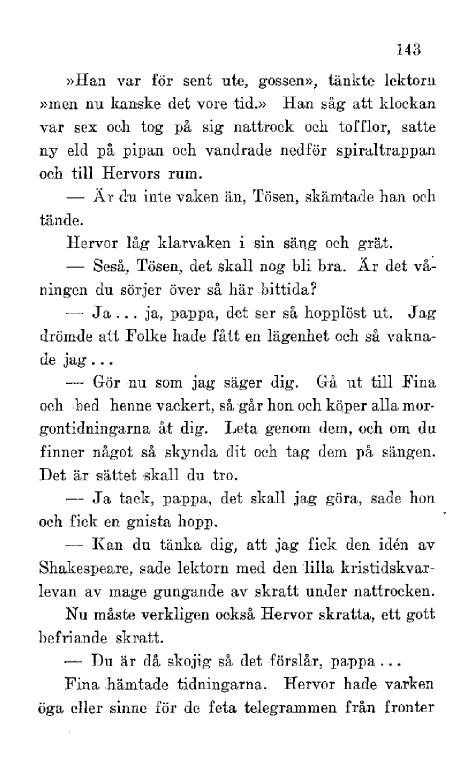 143
»Han var för sent ute, gossen», tänkte lektorn
»men nu kanske det vore tid.» Han såg att klockan
var sex och tog på sig nattrock och tofflor, satte
ny eld på pipan och vandrade nedför spiraltrappan
och till Hervors rum.
— Är du inte vaken än, Tösen, skämtade han och
tände.
Hervor låg klarvaken i sin säng och grät.
— Seså, Tösen, det skall nog bli bra. Är det vå-
ningen du sörjer över så här bittida?
— Ja... ja, pappa, det ser så hopplöst ut. Jag
drömde att Folke hade fått en lägenhet och så vakna-
de jag...
— Gör nu som jag säger dig. Gå ut till Fina
och bed henne vackert, så går hon och köper alla mor-
gontidningarna åt dig. Leta genom dem, och om du
finner något så skynda dit och tag dem på sängen.
Det är sättet skall du tro.
— Ja tack, pappa, det skall jag göra, sade hon
och fick en gnista hopp.
— Kan du tänka dig, att jag fick den idén av
Shakespeare, sade lektorn med den lilla kristidskvar-
levan av mage gungande av skratt under nattrocken.
Nu måste verkligen också Hervor skratta, ett gott
befriande skratt.
— Du är då skojig så det förslår, pappa...
Fina hämtade tidningarna. Hervor hade varken
öga eller sinne för de feta telegrammen från fronter